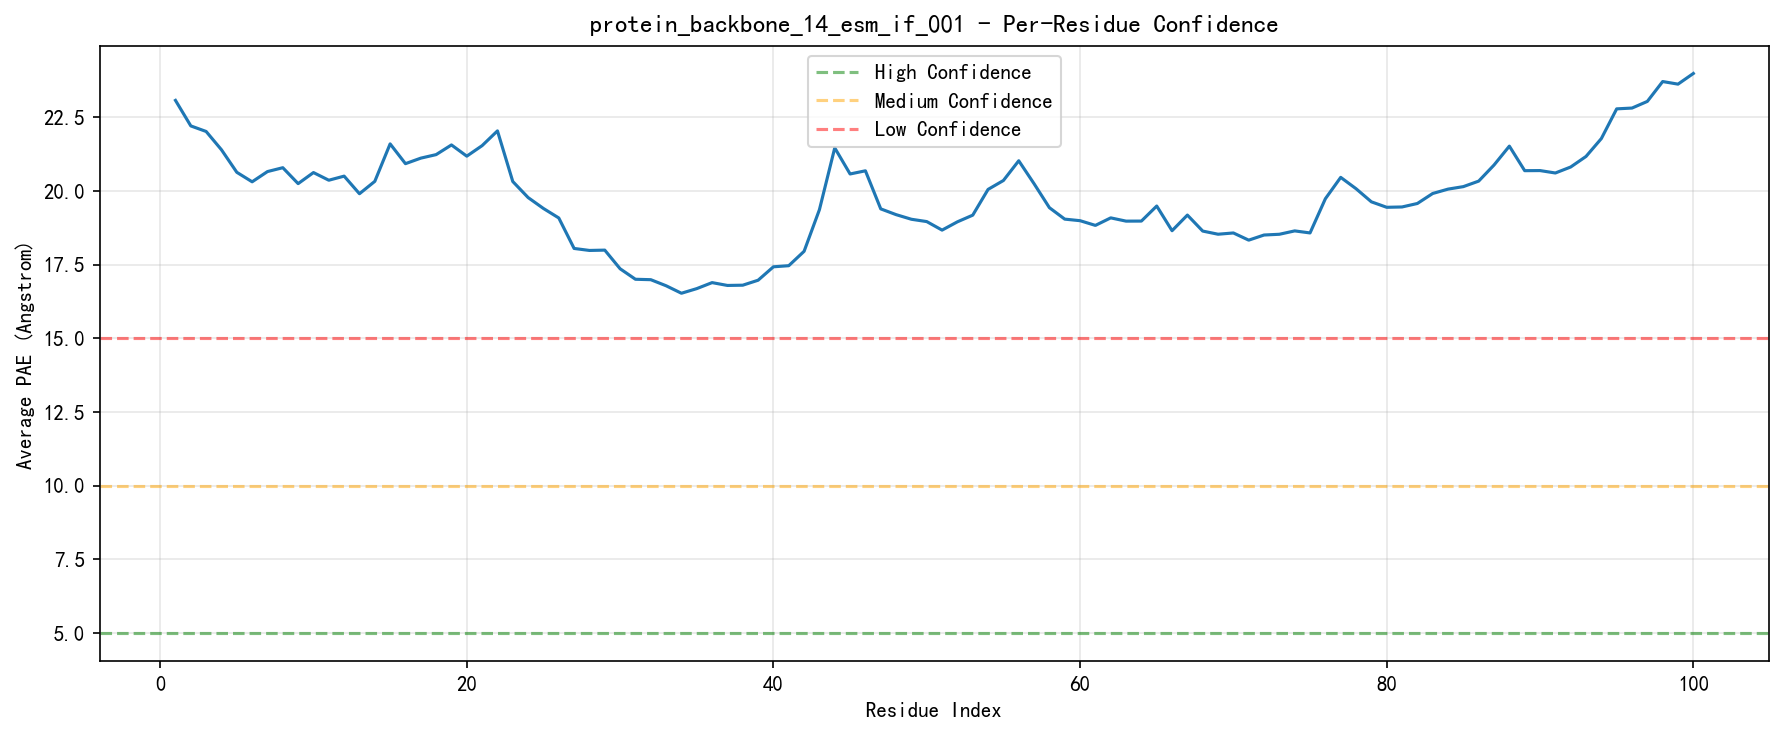 protein_backbone_14_esm_if_001 - Per-Residue Confidence
High Confidence
Medium Confidence
Low Confidence
Average PAE (Angstrom)
22.5
20.0
17.5
15.0
12.5
10.0
7.5
5.0
0 20 40 60 80 100
Residue Index